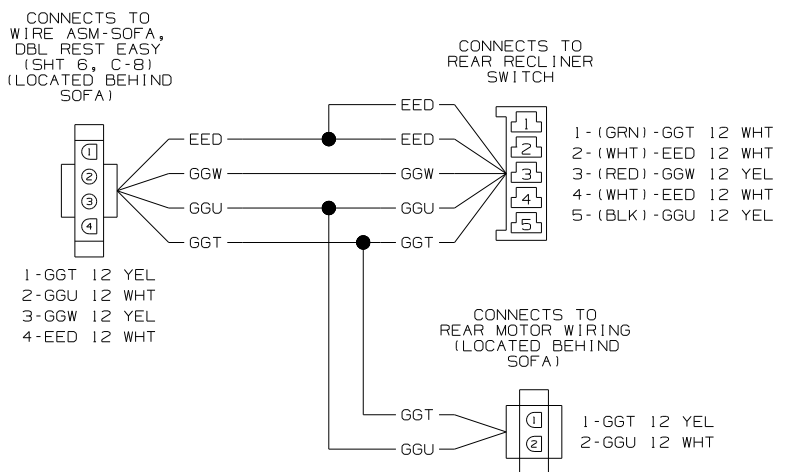 CONNECTS TO
WIRE ASM-SOFA,
DBL REST EASY
(SHT 6, C-8)
(LOCATED BEHIND
SOFA)
1
2
3
4
1-GGT 12 YEL
2-GGU 12 WHT
3-GGW 12 YEL
4-EED 12 WHT
EED
EED EED
GGW GGW
GGU GGU
GGT GGT
CONNECTS TO
REAR RECLINER
SWITCH
1
2
3
4
5
1-(GRN)-GGT 12 WHT
2-(WHT)-EED 12 WHT
3-(RED)-GGW 12 YEL
4-(WHT)-EED 12 WHT
5-(BLK)-GGU 12 YEL
CONNECTS TO
REAR MOTOR WIRING
(LOCATED BEHIND
SOFA)
GGT
GGU
1
2
1-GGT 12 YEL
2-GGU 12 WHT